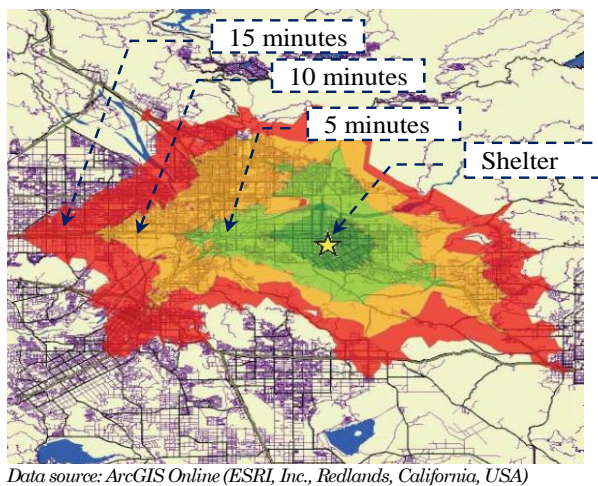 15 minutes
10 minutes
5 minutes
Shelter
Data source: ArcGIS Online (ESRI, Inc., Redlands, California, USA)